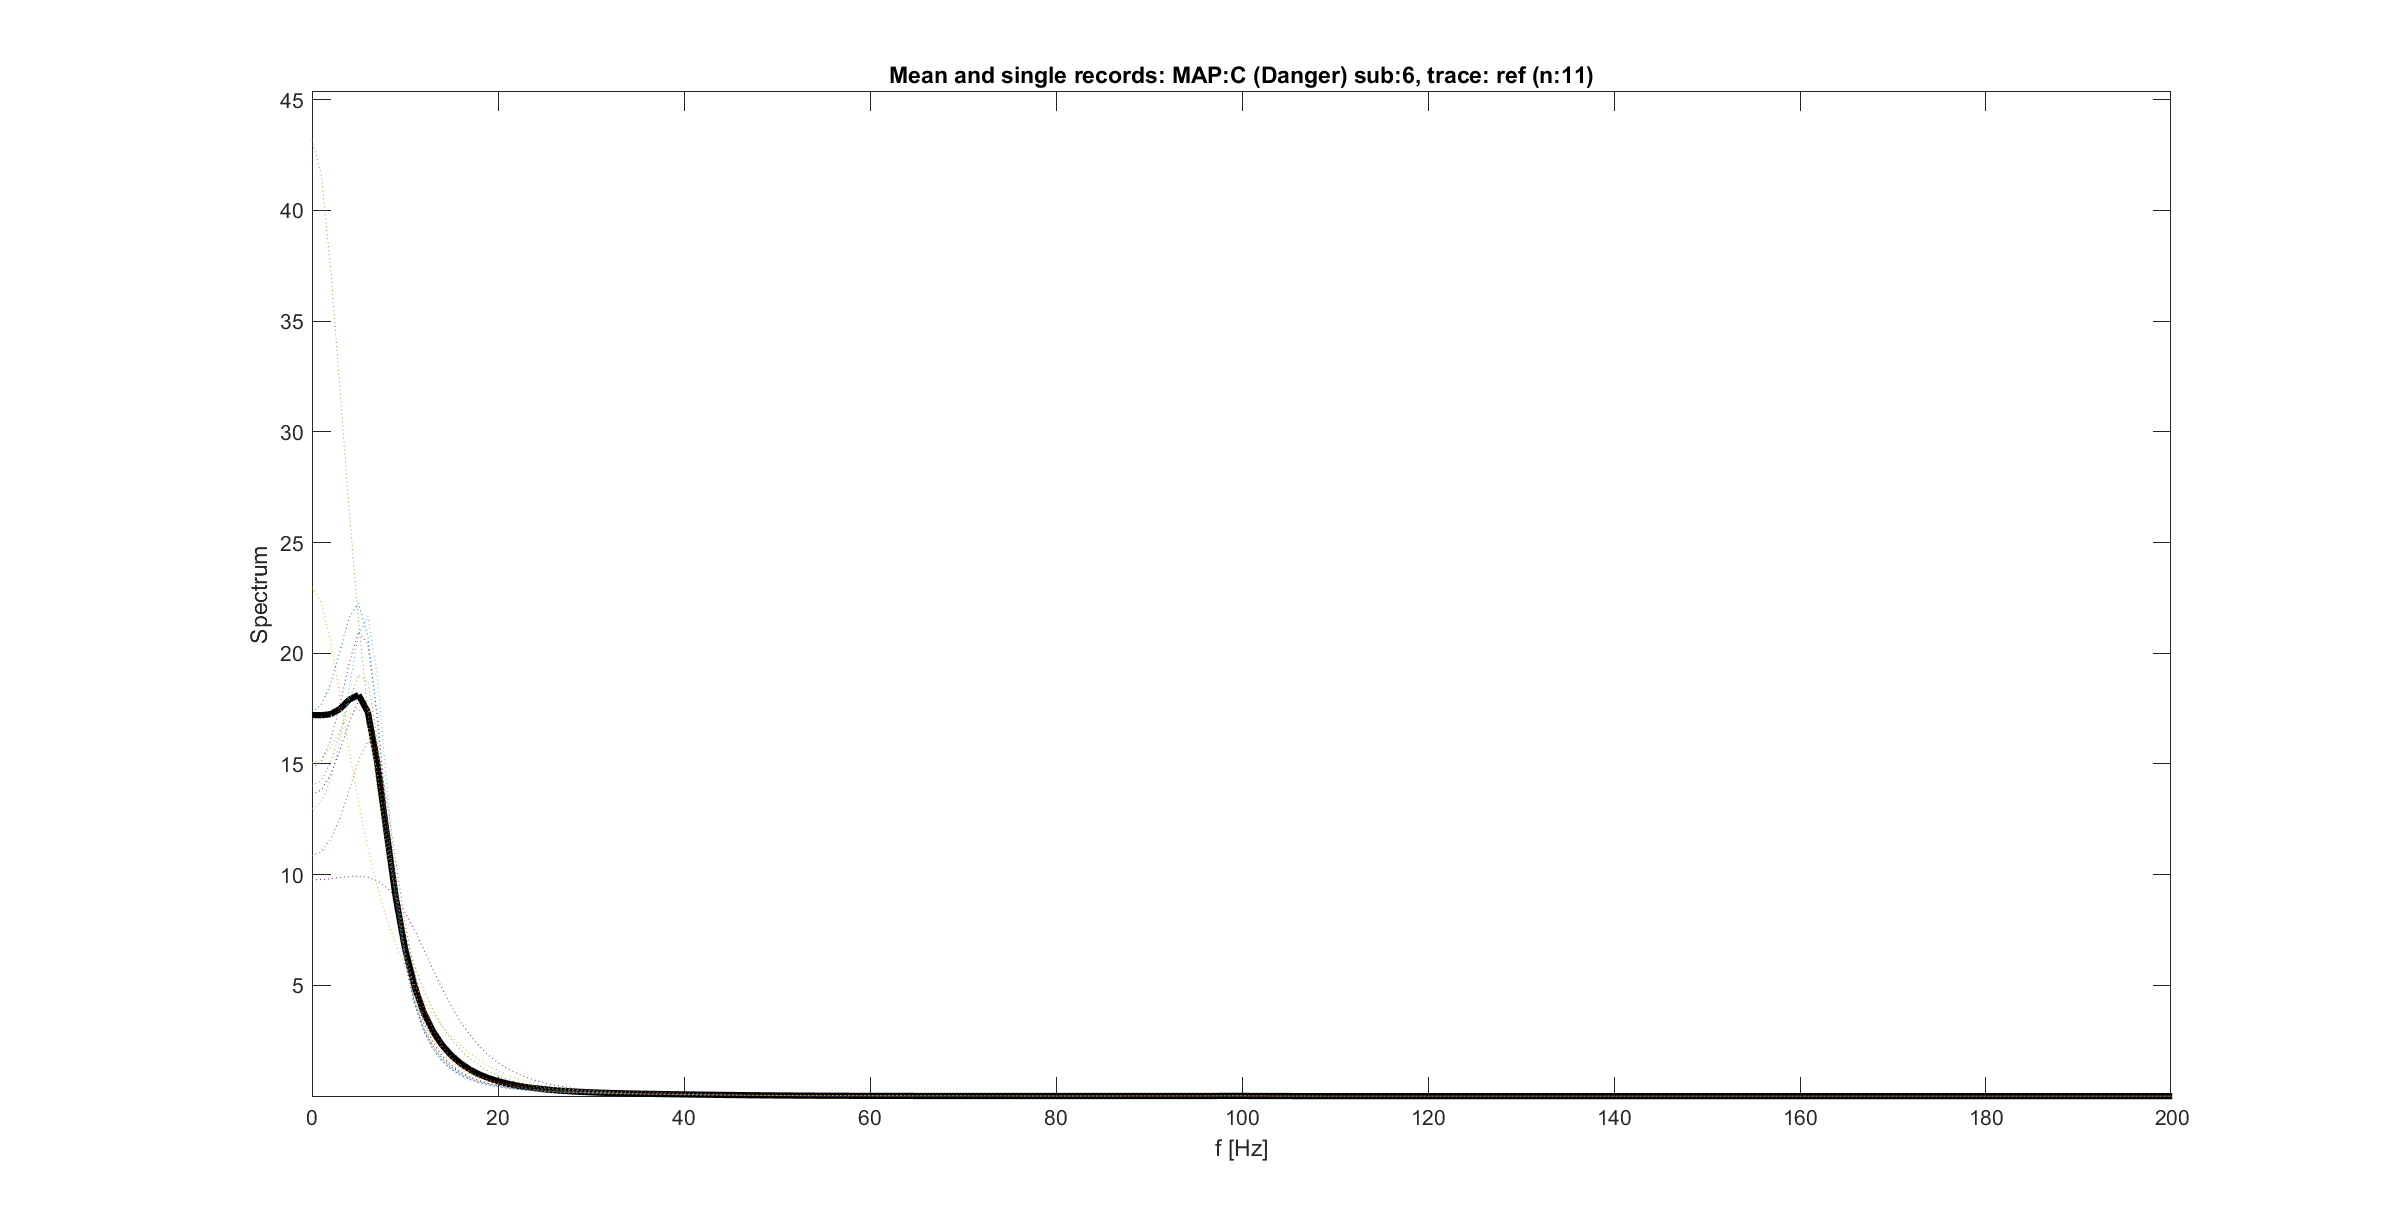 Mean and single records: MAP:C (Danger) sub:6, trace: ref (n:11)
45
40
35
30
25
20
15
10
5
Spectrum
0 20 40 60 80 100 120 140 160 180 200
f [Hz]